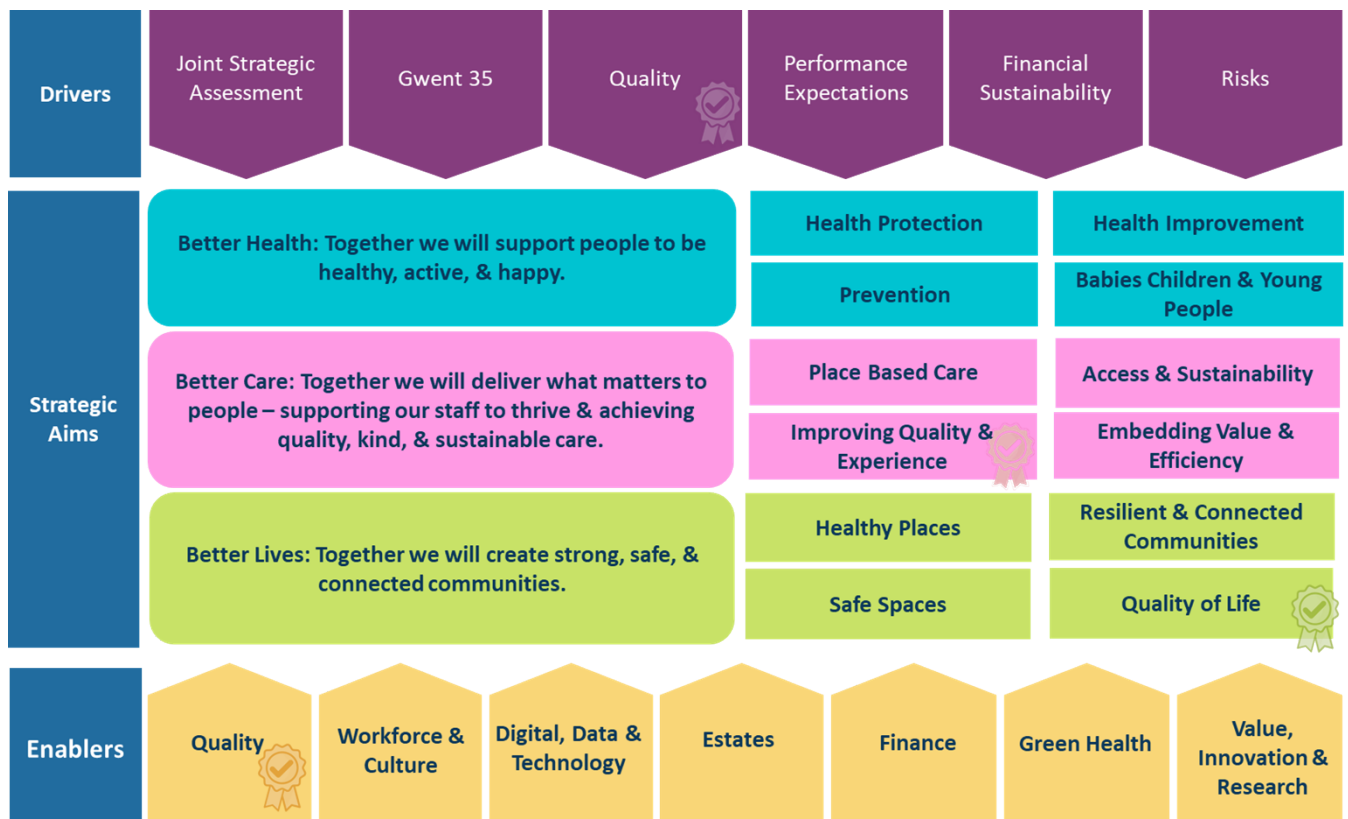 Drivers
Joint Strategic
Assessment
Gwent 35
Quality
Performance
Expectations
Financial
Sustainability
Risks
Strategic
Aims
Better Health: Together we will support people to be
healthy, active, & happy.
Health Protection
Health Improvement
Prevention
Babies Children & Young
People
Better Care: Together we will deliver what matters to
people – supporting our staff to thrive & achieving
quality, kind, & sustainable care.
Place Based Care
Access & Sustainability
Improving Quality &
Experience
Embedding Value &
Efficiency
Better Lives: Together we will create strong, safe, &
connected communities.
Healthy Places
Resilient & Connected
Communities
Safe Spaces
Quality of Life
Enablers
Quality
Workforce &
Culture
Digital, Data &
Technology
Estates
Finance
Green Health
Value,
Innovation &
Research